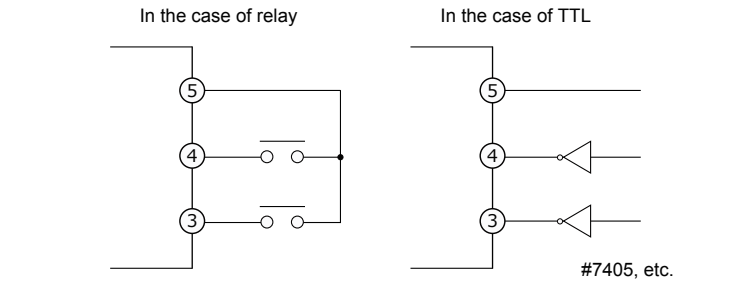 In the case of relay
In the case of TTL
5
5
4
4
3
3
#7405, etc.